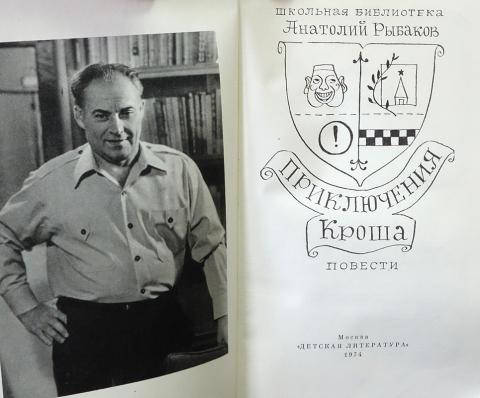 ШКОЛЬНАЯ БИБЛИОТЕКА
Анатолий Рыбаков
!
ПРИКЛЮЧЕНИЯ
Кроша
ПОВЕСТИ
Москва
«ДЕТСКАЯ ЛИТЕРАТУРА»
1974